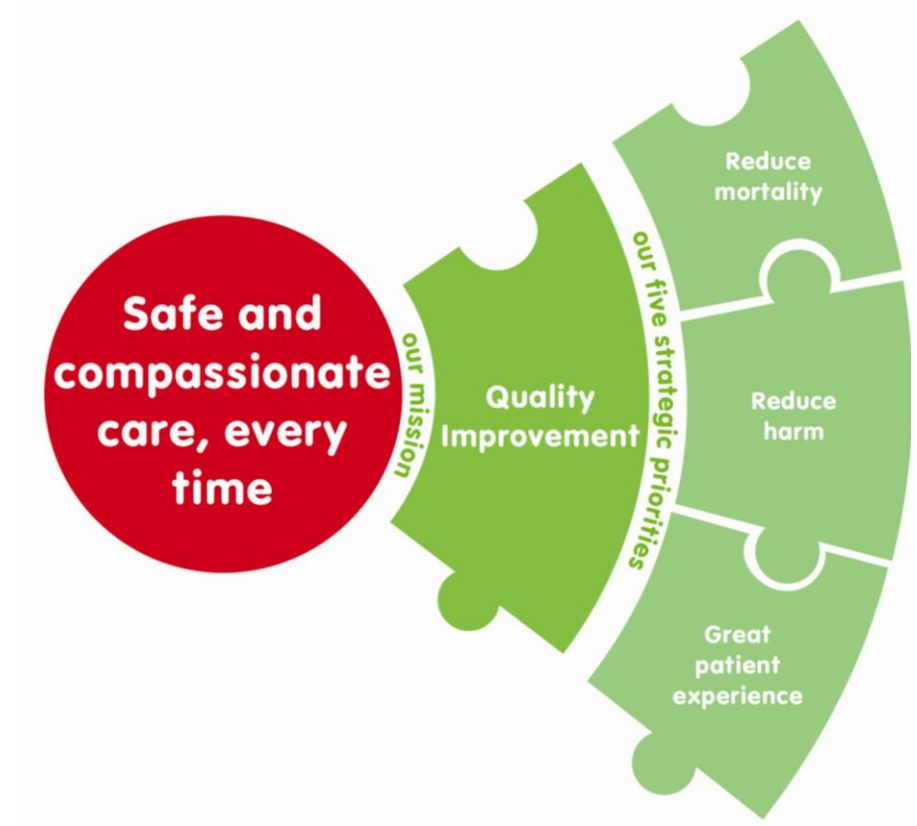 Safe and
compassionate
care, every
time
our mission
Quality
Improvement
our five strategic priorities
Reduce
mortality
Reduce
harm
Great
patient
experience